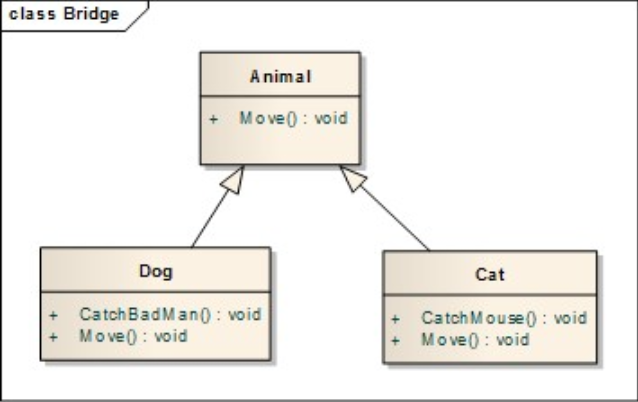 class Bridge
Animal
+ Move() : void
Dog
+ CatchBadMan() : void
+ Move() : void
Cat
+ CatchMouse() : void
+ Move() : void